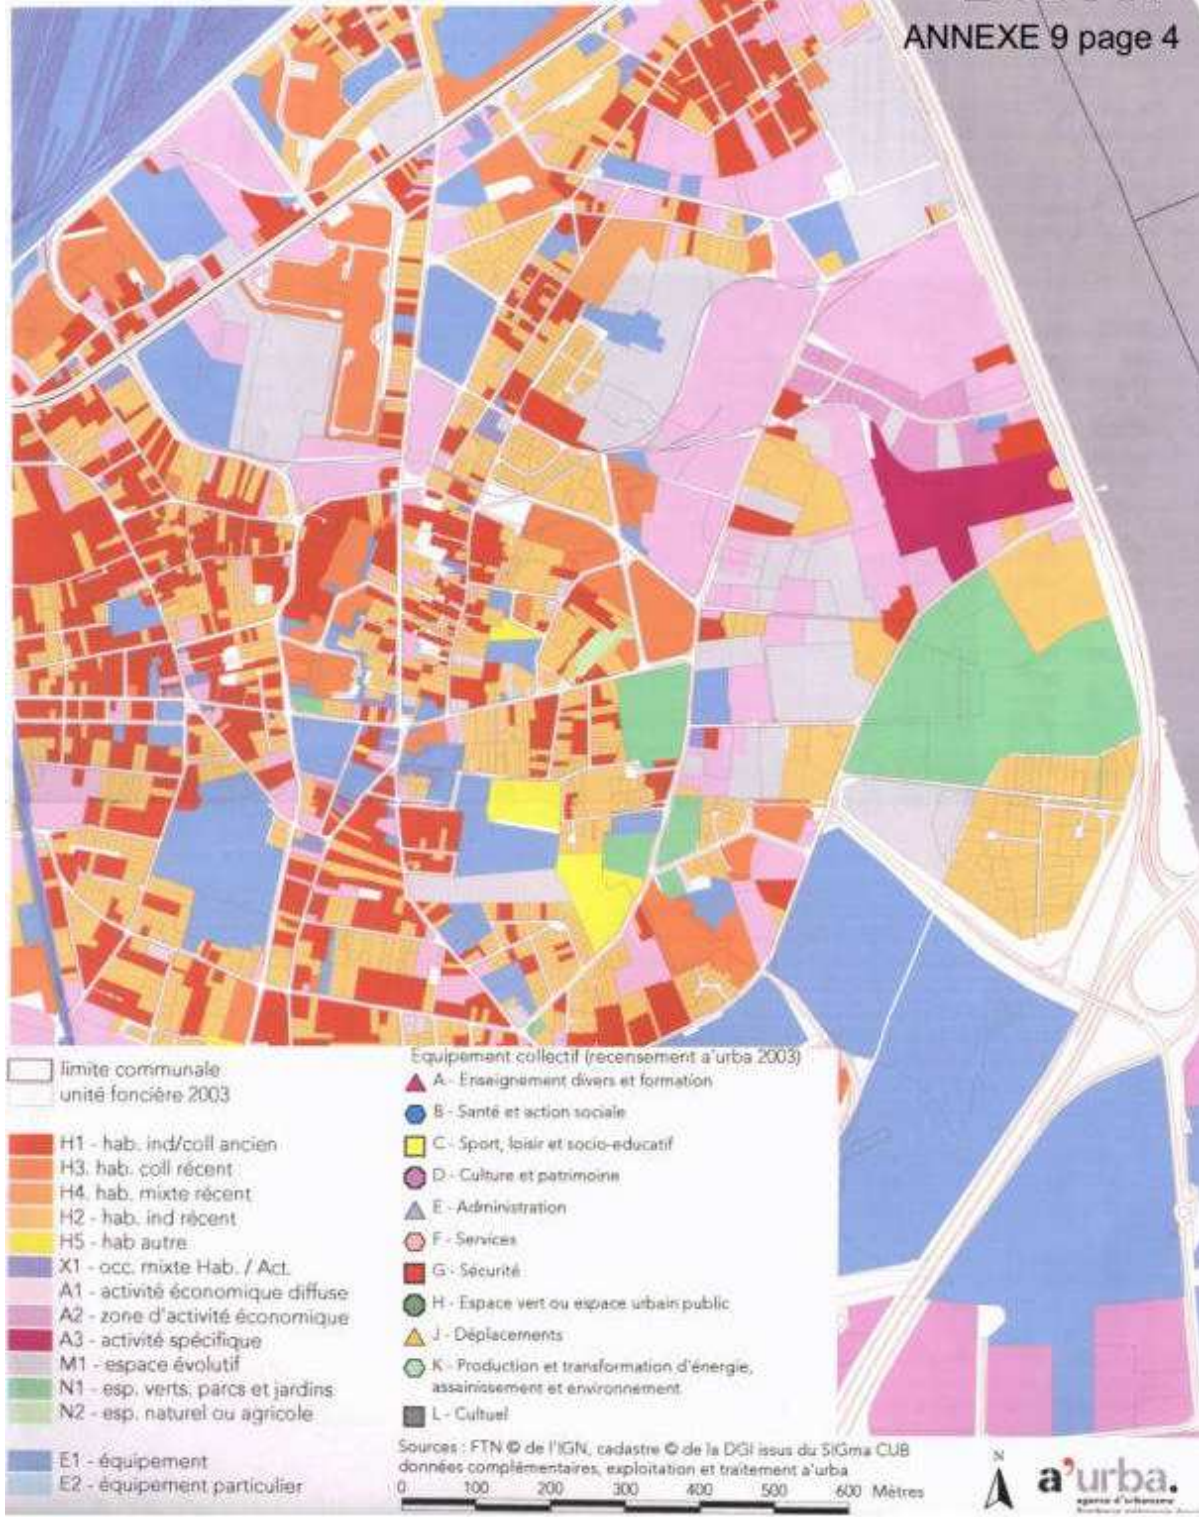 ANNEXE 9 page 4
limite communale
unité foncière 2003
H1 - hab. ind/coll ancien
H3. hab. coll récent
H4. hab. mixte récent
H2 - hab. ind récent
H5 - hab autre
X1 - occ. mixte Hab. / Act.
A1 - activité économique diffuse
A2 - zone d'activité économique
A3 - activité spécifique
M1 - espace évolutif
N1 - esp. verts. parcs et jardins
N2 - esp. naturel ou agricole
E1 - équipement
E2 - équipement particulier
Equipement collectif (recensement a'urba 2003)
A - Enseignement divers et formation
B - Santé et action sociale
C - Sport, loisir et socio-educatif
D - Culture et patrimoine
E - Administration
F - Services
G - Sécurité
H - Espace vert ou espace urbain public
J - Déplacements
K - Production et transformation d'énergie,
assainissement et environnement
L - Cultuel
Sources : FTN © de l'IGN, cadastre © de la DGI issus du SIGma CUB
données complémentaires, exploitation et traitement a'urba
0 100 200 300 400 500 600 Mètres
N
a'urba.
agence d'urbanisme